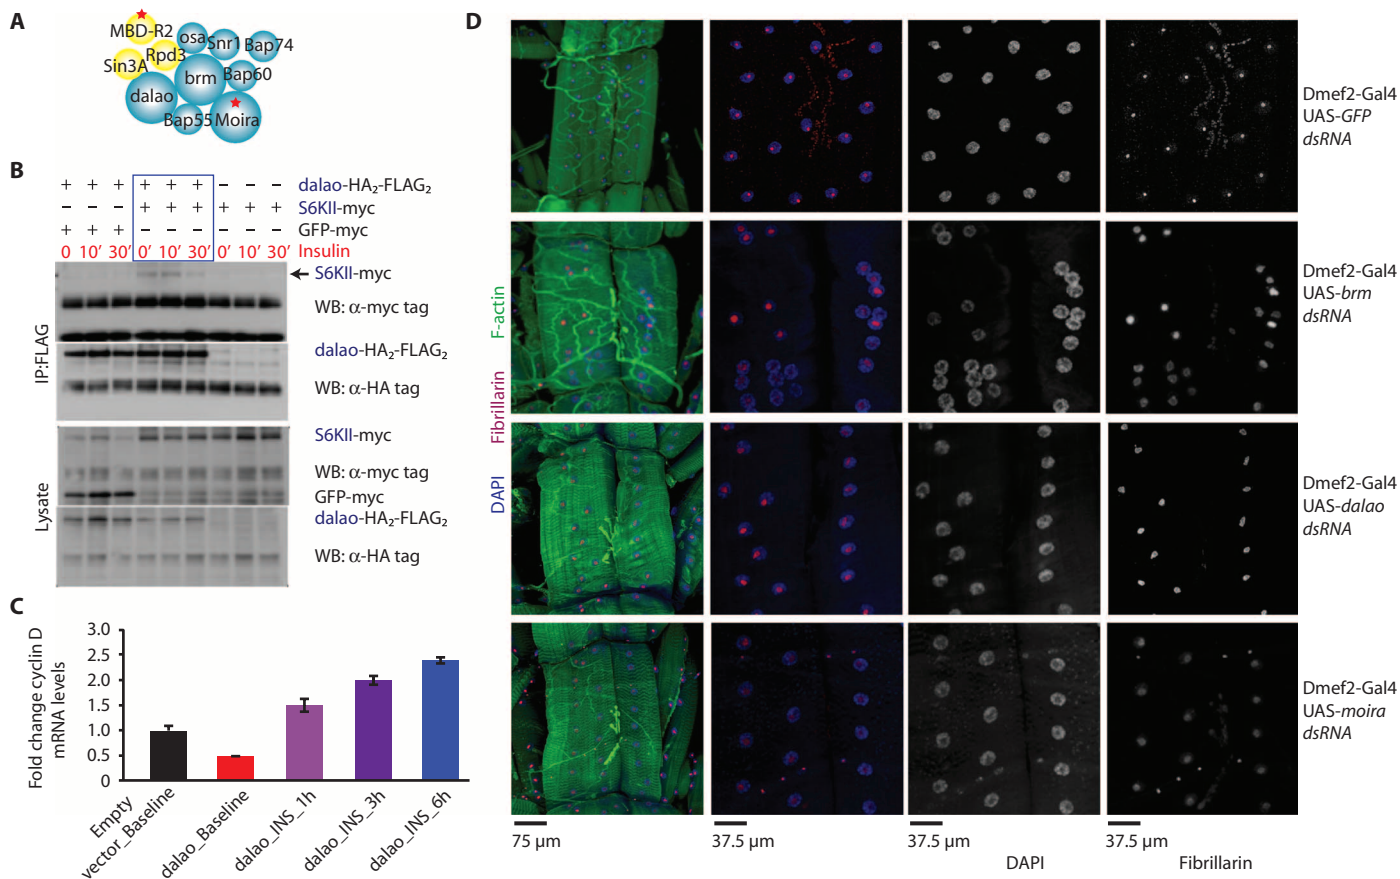 A
MBD-R2
osa
Snr1
Bap74
Rpd3
Sin3A
brm
Bap60
dalao
Bap55
Moira
B
+ + + + + + – – – dalao-HA₂-FLAG₂
– – – + + + + + + S6KII-myc
+ + + – – – – – – GFP-myc
0 10’ 30’ 0’ 10’ 30’ 0’ 10’ 30’ Insulin
IP:FLAG
S6KII-myc
WB: α-myc tag
dalao-HA₂-FLAG₂
WB: α-HA tag
Lysate
S6KII-myc
WB: α-myc tag
GFP-myc
dalao-HA₂-FLAG₂
WB: α-HA tag
C
Fold change cyclin D
mRNA levels
3.0
2.5
2.0
1.5
1.0
0.5
0
Empty
vector_Baseline
dalao_Baseline
dalao_INS_1h
dalao_INS_3h
dalao_INS_6h
D
DAPI Fibrillarin F-actin
Dmef2-Gal4
UAS-GFP
dsRNA
Dmef2-Gal4
UAS-brm
dsRNA
Dmef2-Gal4
UAS-dalao
dsRNA
Dmef2-Gal4
UAS-moira
dsRNA
75 µm
37.5 µm
37.5 µm
37.5 µm
DAPI
Fibrillarin